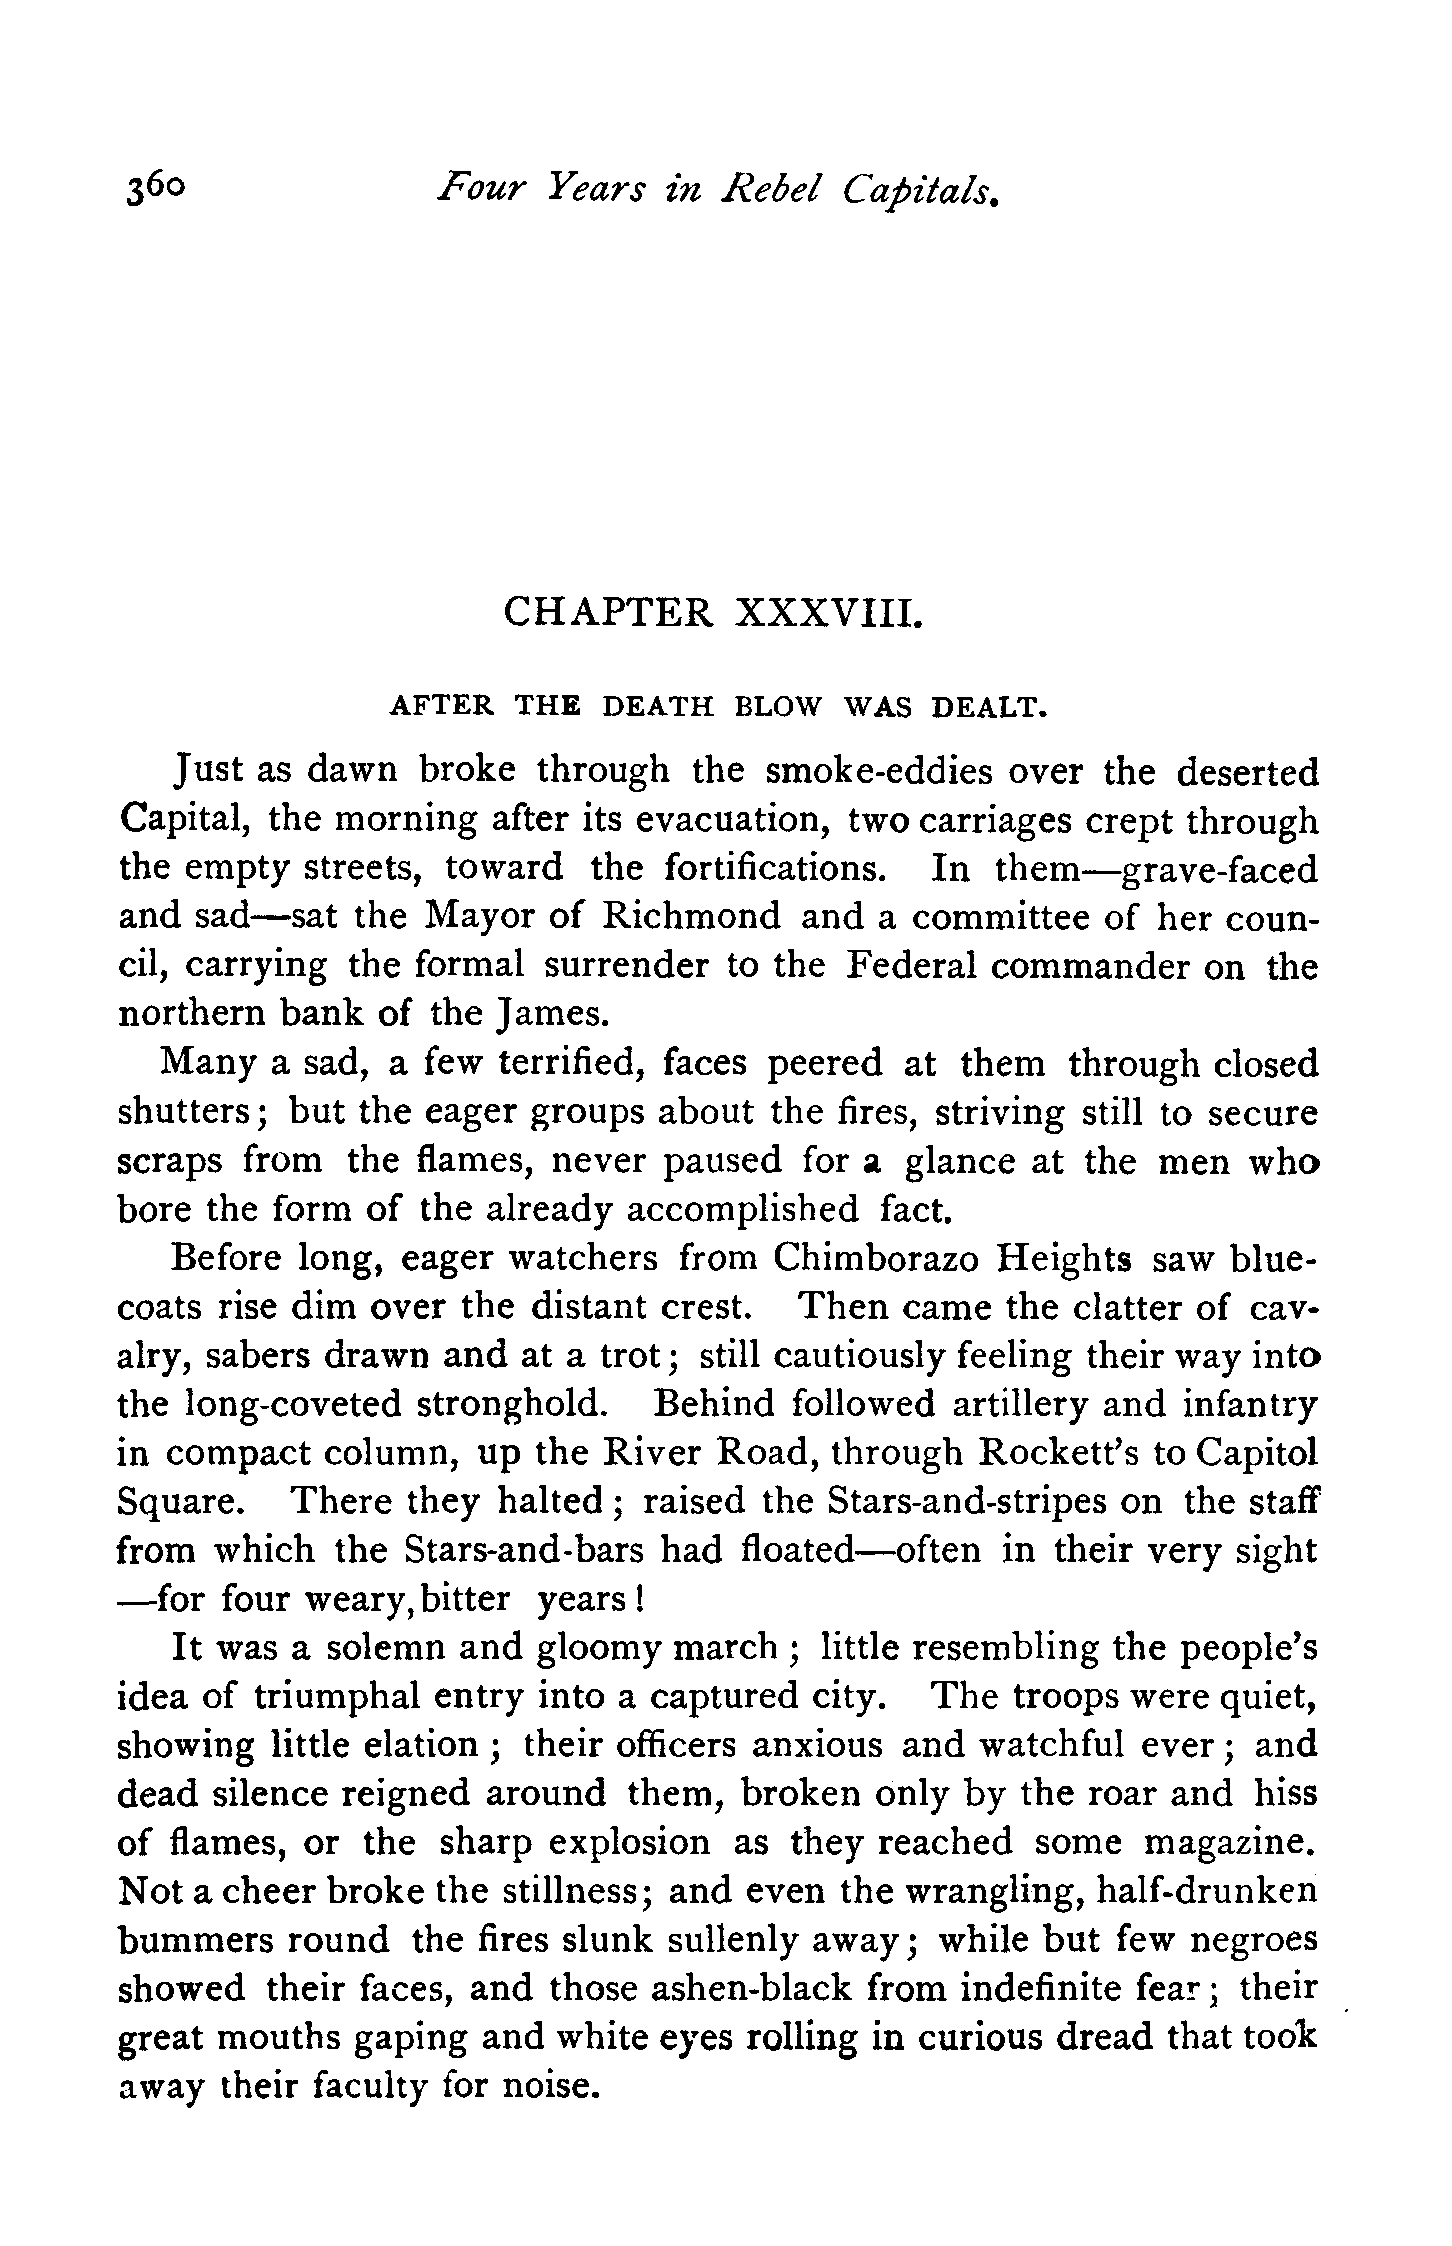 360 Four Years in Rebel Capitals.
CHAPTER XXXVIII.
AFTER THE DEATH BLOW WAS DEALT.
Just as dawn broke through the smoke-eddies over the deserted
Capital, the morning after its evacuation, two carriages crept through
the empty streets, toward the fortifications. In them—grave-faced
and sad—sat the Mayor of Richmond and a committee of her coun-
cil, carrying the formal surrender to the Federal commander on the
northern bank of the James.
Many a sad, a few terrified, faces peered at them through closed
shutters; but the eager groups about the fires, striving still to secure
scraps from the flames, never paused for a glance at the men who
bore the form of the already accomplished fact.
Before long, eager watchers from Chimborazo Heights saw blue-
coats rise dim over the distant crest. Then came the clatter of cav-
alry, sabers drawn and at a trot; still cautiously feeling their way into
the long-coveted stronghold. Behind followed artillery and infantry
in compact column, up the River Road, through Rockett's to Capitol
Square. There they halted; raised the Stars-and-stripes on the staff
from which the Stars-and-bars had floated—often in their very sight
—for four weary, bitter years!
It was a solemn and gloomy march; little resembling the people's
idea of triumphal entry into a captured city. The troops were quiet,
showing little elation; their officers anxious and watchful ever; and
dead silence reigned around them, broken only by the roar and hiss
of flames, or the sharp explosion as they reached some magazine.
Not a cheer broke the stillness; and even the wrangling, half-drunken
bummers round the fires slunk sullenly away; while but few negroes
showed their faces, and those ashen-black from indefinite fear; their
great mouths gaping and white eyes rolling in curious dread that took
away their faculty for noise.